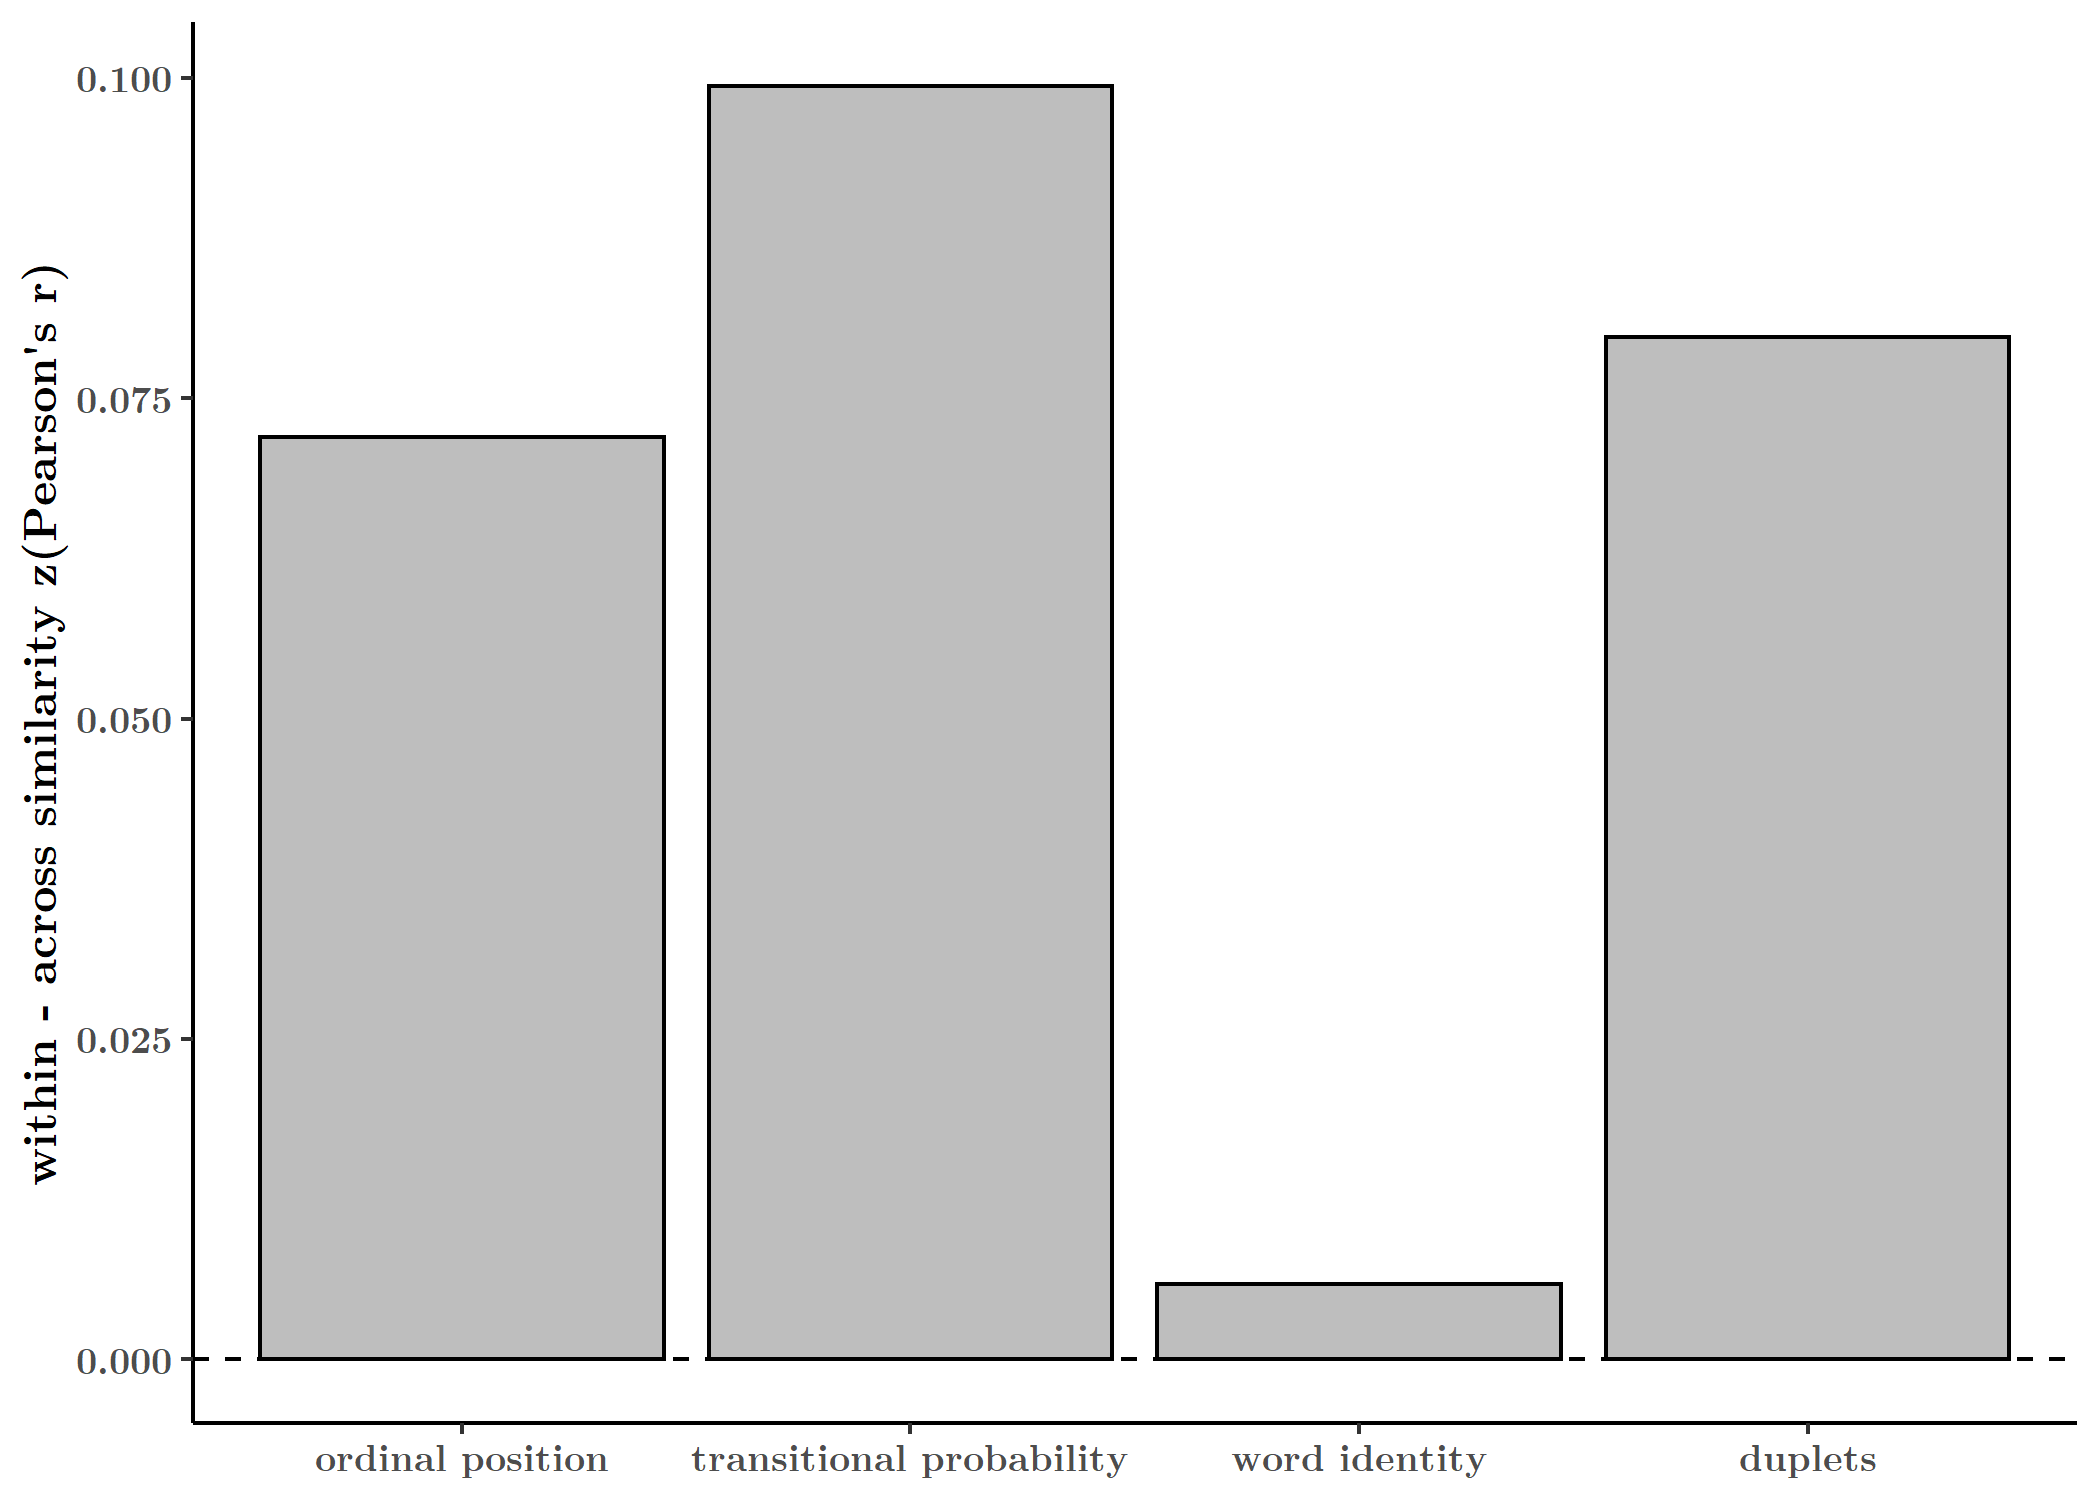 within - across similarity z(Pearson's r)
0.100
0.075
0.050
0.025
0.000
ordinal position
transitional probability
word identity
duplets